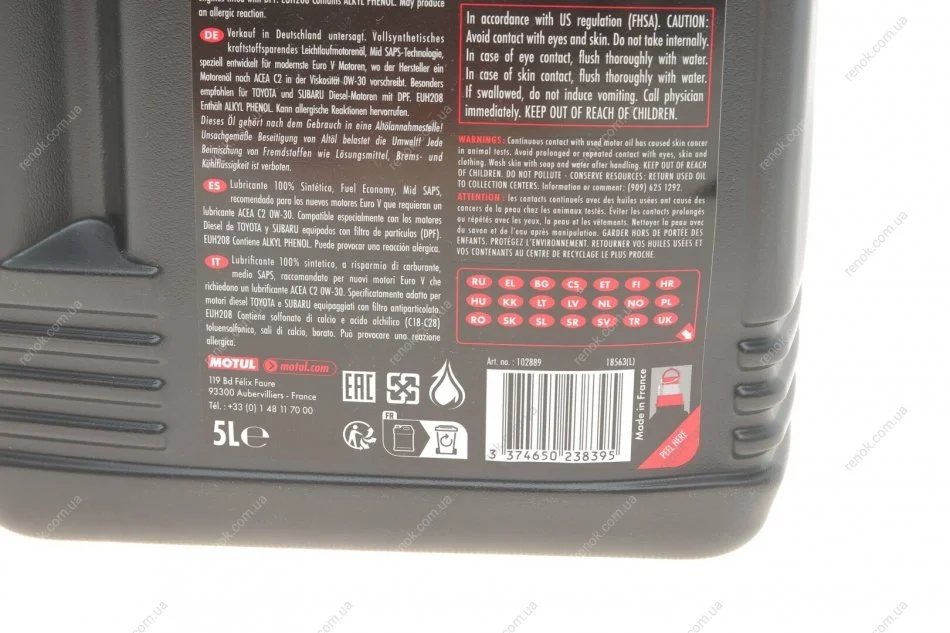 engines fitted with DPF. EUH208 Contains ALKYL PHENOL. May produce
an allergic reaction.
DE Verkauf in Deutschland untersagt. Vollsynthetisches
kraftstoffsparendes Leichtlaufmotorenöl, Mid SAPS-Technologie,
speziell entwickelt für modernste Euro V Motoren, wo der Hersteller ein
Motorenöl nach ACEA C2 in der Viskosität 0W-30 vorschreibt. Besonders
empfohlen für TOYOTA und SUBARU Diesel-Motoren mit DPF. EUH208
Enthält ALKYL PHENOL. Kann allergische Reaktionen hervorrufen.
Dieses Öl gehört nach dem Gebrauch in eine Altölannahmestelle!
Unsachgemäße Beseitigung von Altöl belastet die Umwelt! Jede
Beimischung von Fremdstoffen wie Lösungsmittel, Brems- und
Kühlflüssigkeit ist verboten.
ES Lubricante 100% Sintético, Fuel Economy, Mid SAPS,
recomendado para los nuevos motores Euro V que requieran un
lubricante ACEA C2 0W-30. Compatible especialmente con los motores
Diesel de TOYOTA y SUBARU equipados con filtro de partículas (DPF).
EUH208 Contiene ALKYL PHENOL. Puede provocar una reacción alérgica.
IT Lubrificante 100% sintetico, a risparmio di carburante,
medio SAPS, raccomandato per nuovi motori Euro V che
richiedono un lubrificante ACEA C2 0W-30. Specificatamente adatto per
motori diesel TOYOTA e SUBARU equipaggiati con filtro antiparticolato.
EUH208 Contiene solfonato di calcio e acido alchilico (C18-C28)
toluensolfonico, sali di calcio, borato. Può provocare una reazione
allergica.
MOTUL motul.com
119 Bd Félix Faure
93300 Aubervilliers - France
Tél. : +33 (0) 1 48 11 70 00
5L e
In accordance with US regulation (FHSA). CAUTION:
Avoid contact with eyes and skin. Do not take internally.
In case of eye contact, flush thoroughly with water.
In case of skin contact, flush thoroughly with water.
If swallowed, do not induce vomiting. Call physician
immediately. KEEP OUT OF REACH OF CHILDREN.
WARNINGS: Continuous contact with used motor oil has caused skin cancer
in animal tests. Avoid prolonged or repeated contact with eyes, skin and
clothing. Wash skin with soap and water after handling. KEEP OUT OF REACH
OF CHILDREN. DO NOT POLLUTE - CONSERVE RESOURCES: RETURN USED OIL
TO COLLECTION CENTERS. Information or comment: (909) 625 1292.
ATTENTION : les contacts continuels avec des huiles usées ont causé des
cancers de la peau chez les animaux testés. Éviter les contacts prolongés
ou répétés avec les yeux, la peau et les vêtements. Nettoyer la peau avec
du savon et de l'eau après manipulation. GARDER HORS DE PORTÉE DES
ENFANTS. PROTÉGEZ L'ENVIRONNEMENT. RETOURNER VOS HUILES USÉES ET
VOS CONTENANTS AU CENTRE DE RECYCLAGE LE PLUS PROCHE.
RU EL BG CS ET FI HR
HU KK LT LV NL NO PL
RO SK SL SR SV TR UK
EAC
FR
Art. no. : 102889 18563(L)
3 374650 238395
Made in France
PEEL HERE
renok.com.ua